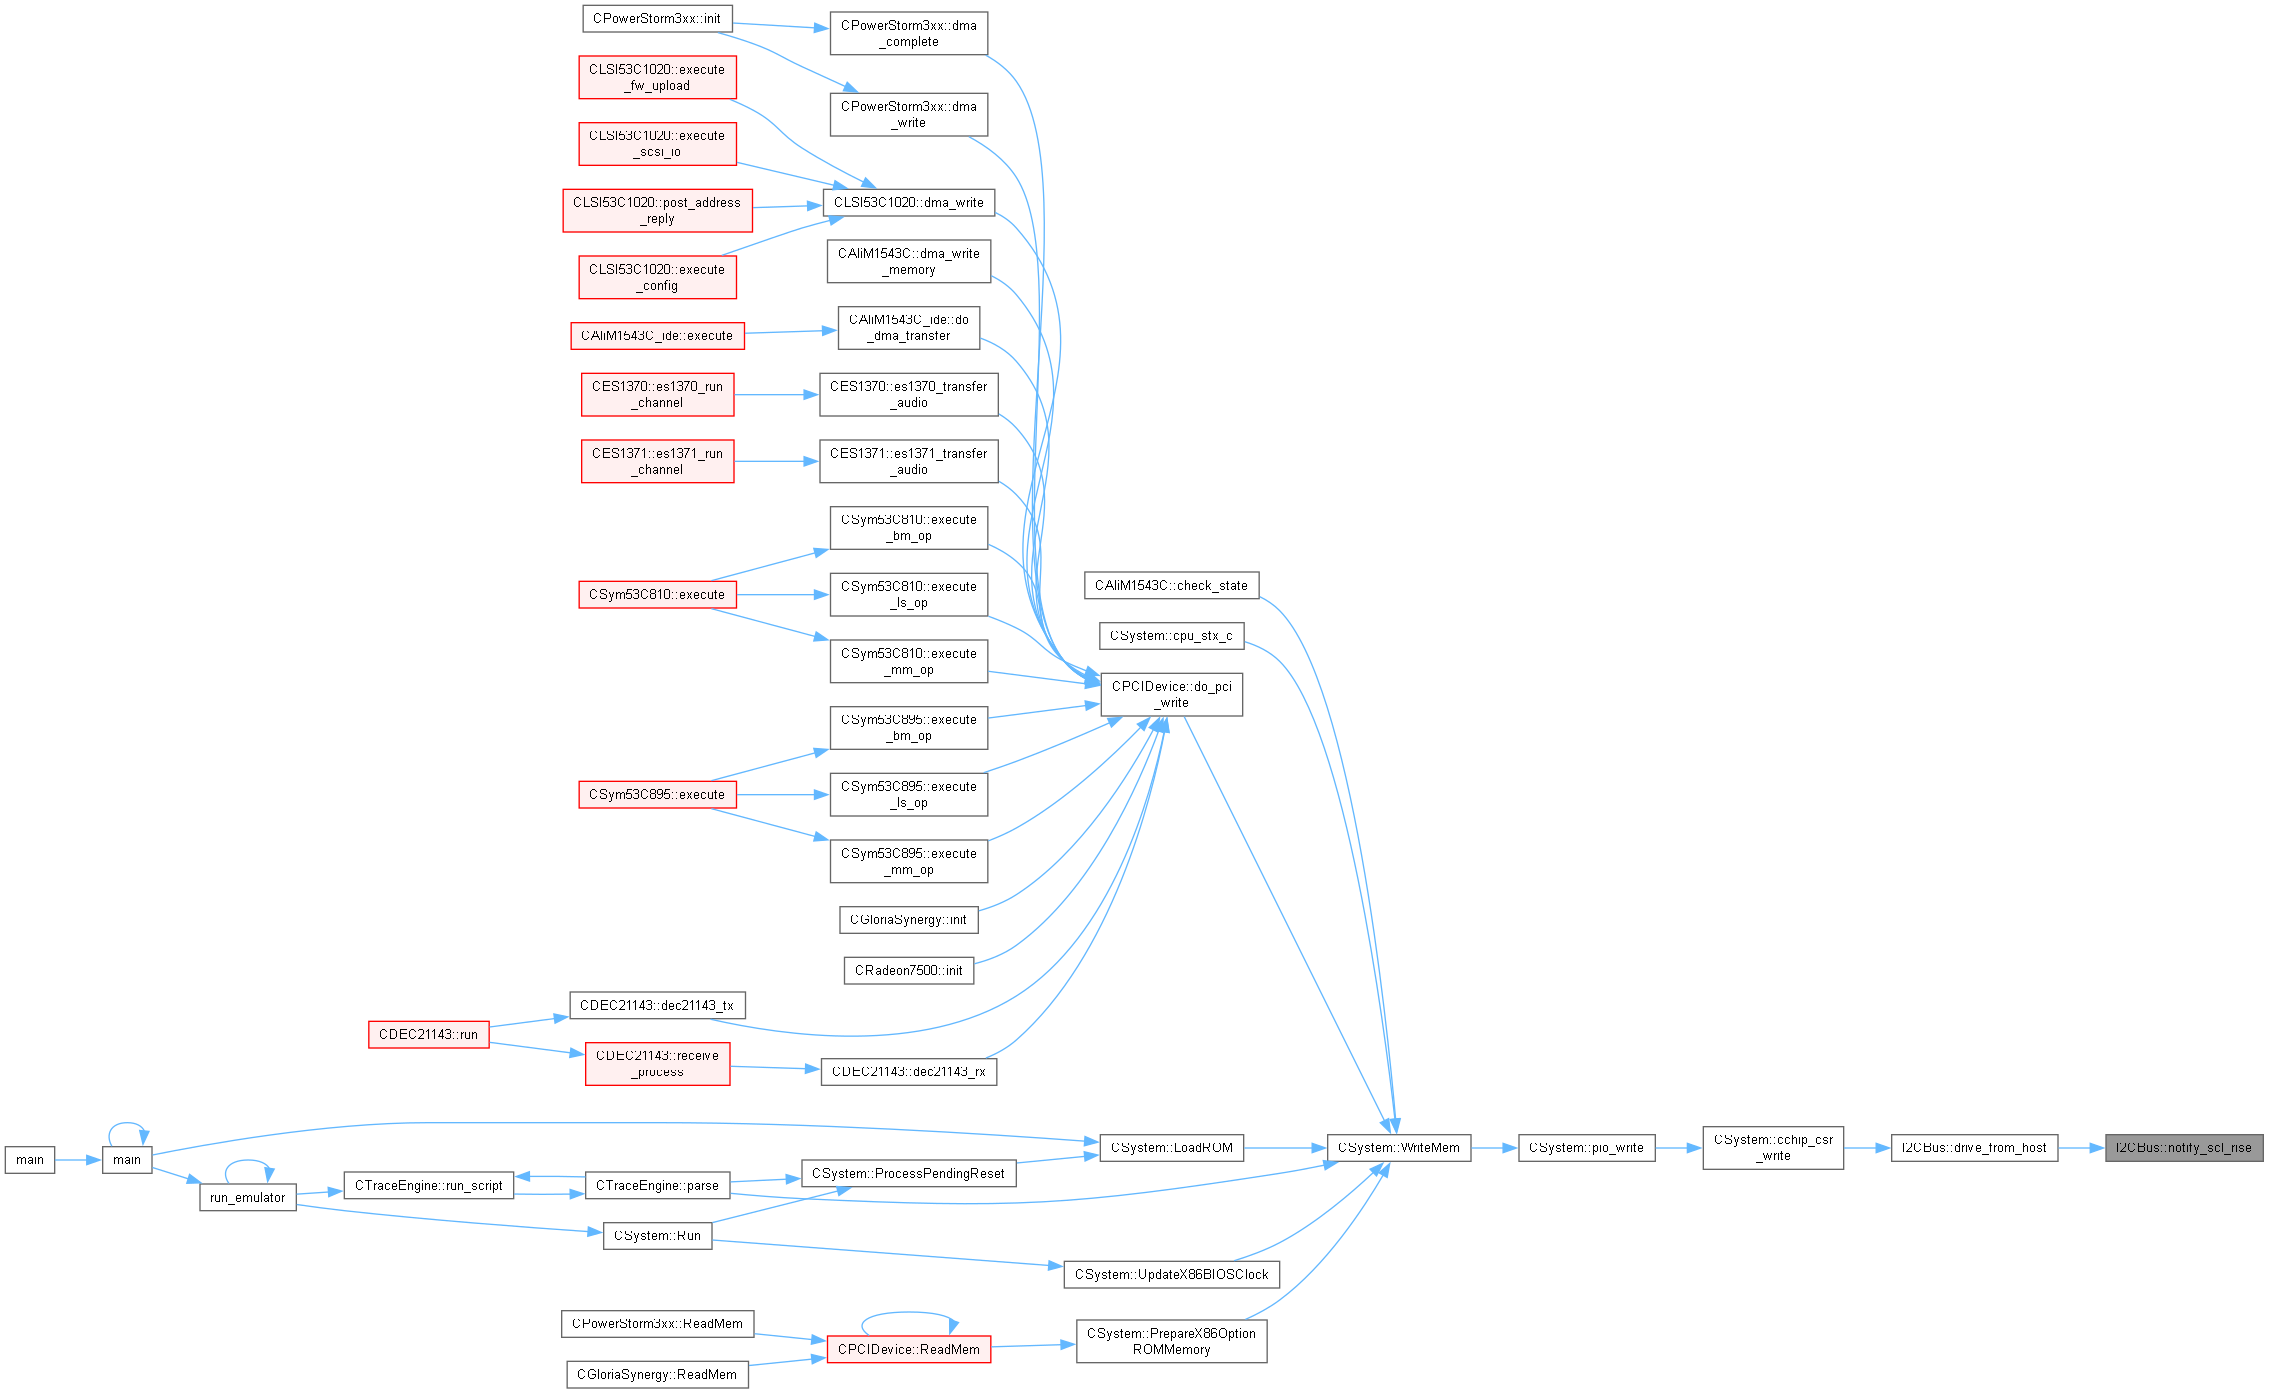 CPowerStorm3xx::init
CPowerStorm3xx::dma
_complete
CLSI53C1020::execute
_fw_upload
CPowerStorm3xx::dma
_write
CLSI53C1020::execute
_scsi_io
CLSI53C1020::post_address
_reply
CLSI53C1020::dma_write
CLSI53C1020::execute
_config
CAliM1543C::dma_write
_memory
CAliM1543C_ide::execute
CAliM1543C_ide::do
_dma_transfer
CES1370::es1370_run
_channel
CES1370::es1370_transfer
_audio
CES1371::es1371_run
_channel
CES1371::es1371_transfer
_audio
CSym53C810::execute
_bm_op
CSym53C810::execute
CSym53C810::execute
_ls_op
CSym53C810::execute
_mm_op
CAliM1543C::check_state
CSystem::cpu_stx_c
CPCIDevice::do_pci
_write
CSym53C895::execute
_bm_op
CSym53C895::execute
CSym53C895::execute
_ls_op
CSym53C895::execute
_mm_op
CGloriaSynergy::init
CRadeon7500::init
CDEC21143::dec21143_tx
CDEC21143::run
CDEC21143::receive
_process
CDEC21143::dec21143_rx
main
main
run_emulator
CTraceEngine::run_script
CTraceEngine::parse
CSystem::ProcessPendingReset
CSystem::LoadROM
CSystem::WriteMem
CSystem::pio_write
CSystem::cchip_csr
_write
I2CBus::drive_from_host
I2CBus::notify_scl_rise
CSystem::Run
CSystem::UpdateX86BIOSClock
CPowerStorm3xx::ReadMem
CPCIDevice::ReadMem
CSystem::PrepareX86Option
ROMMemory
CGloriaSynergy::ReadMem